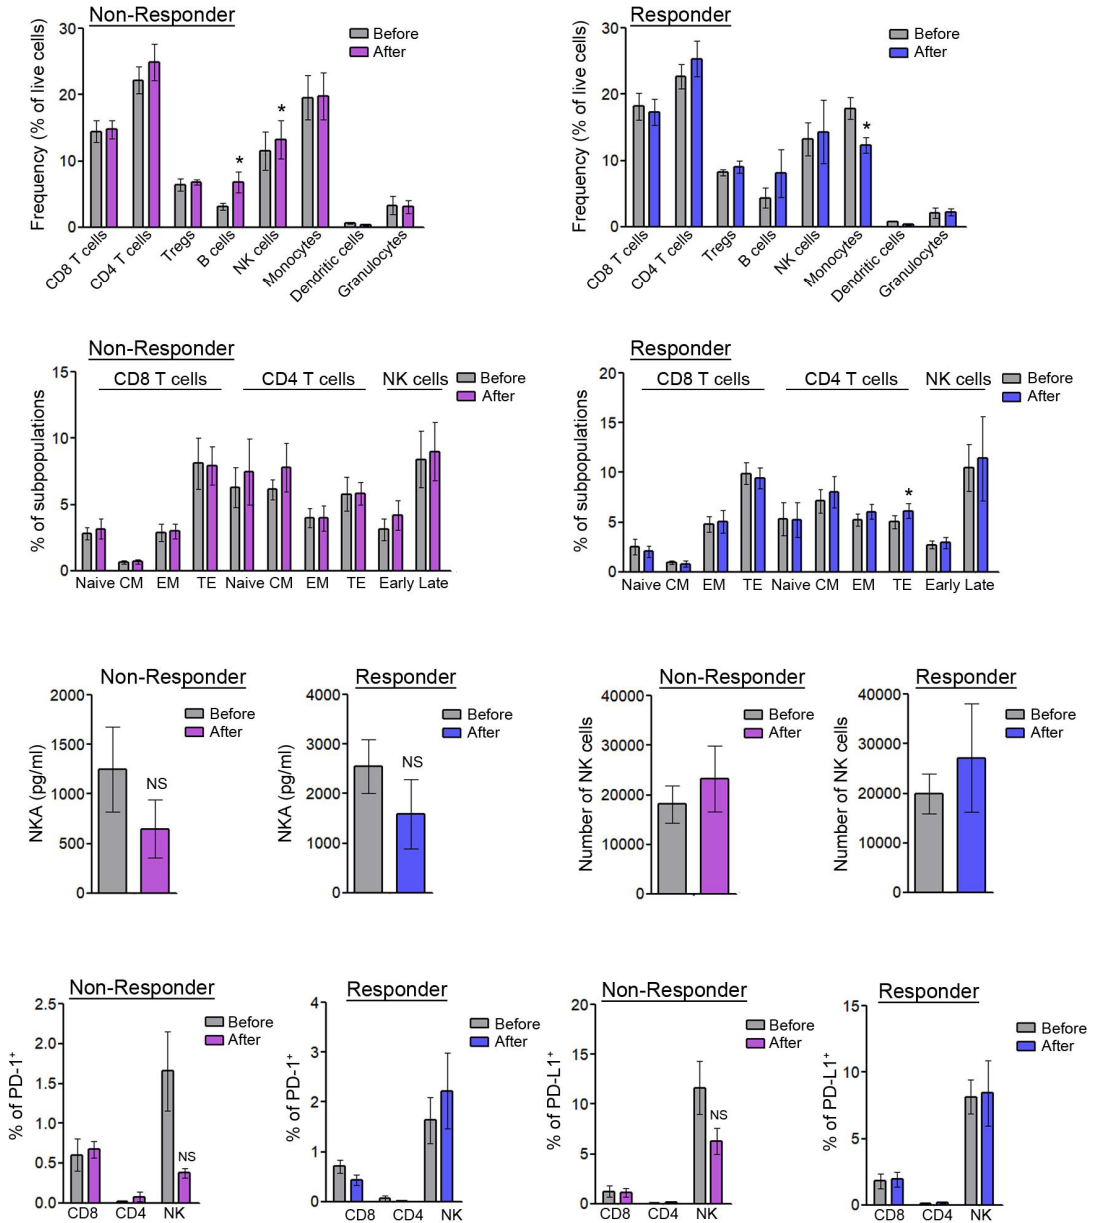 Non-Responder
Frequency (% of live cells)
30
20
10
0
Before
After
*
*
CD8 T cells
CD4 T cells
Tregs
B cells
NK cells
Monocytes
Dendritic cells
Granulocytes
Responder
Frequency (% of live cells)
30
20
10
0
Before
After
*
CD8 T cells
CD4 T cells
Tregs
B cells
NK cells
Monocytes
Dendritic cells
Granulocytes
Non-Responder
CD8 T cells CD4 T cells NK cells
% of subpopulations
15
10
5
0
Before
After
Naive CM EM TE Naive CM EM TE Early Late
Responder
CD8 T cells CD4 T cells NK cells
% of subpopulations
20
15
10
5
0
Before
After
*
Naive CM EM TE Naive CM EM TE Early Late
Non-Responder
NKA (pg/ml)
2000
1500
1000
500
0
Before
After
NS
Responder
NKA (pg/ml)
4000
3000
2000
1000
0
Before
After
NS
Non-Responder
Number of NK cells
40000
30000
20000
10000
0
Before
After
Responder
Number of NK cells
40000
30000
20000
10000
0
Before
After
Non-Responder
% of PD-1⁺
2.5
2.0
1.5
1.0
0.5
0.0
Before
After
NS
CD8 CD4 NK
Responder
% of PD-1⁺
4
3
2
1
0
Before
After
CD8 CD4 NK
Non-Responder
% of PD-L1⁺
20
15
10
5
0
Before
After
NS
CD8 CD4 NK
Responder
% of PD-L1⁺
15
10
5
0
Before
After
CD8 CD4 NK